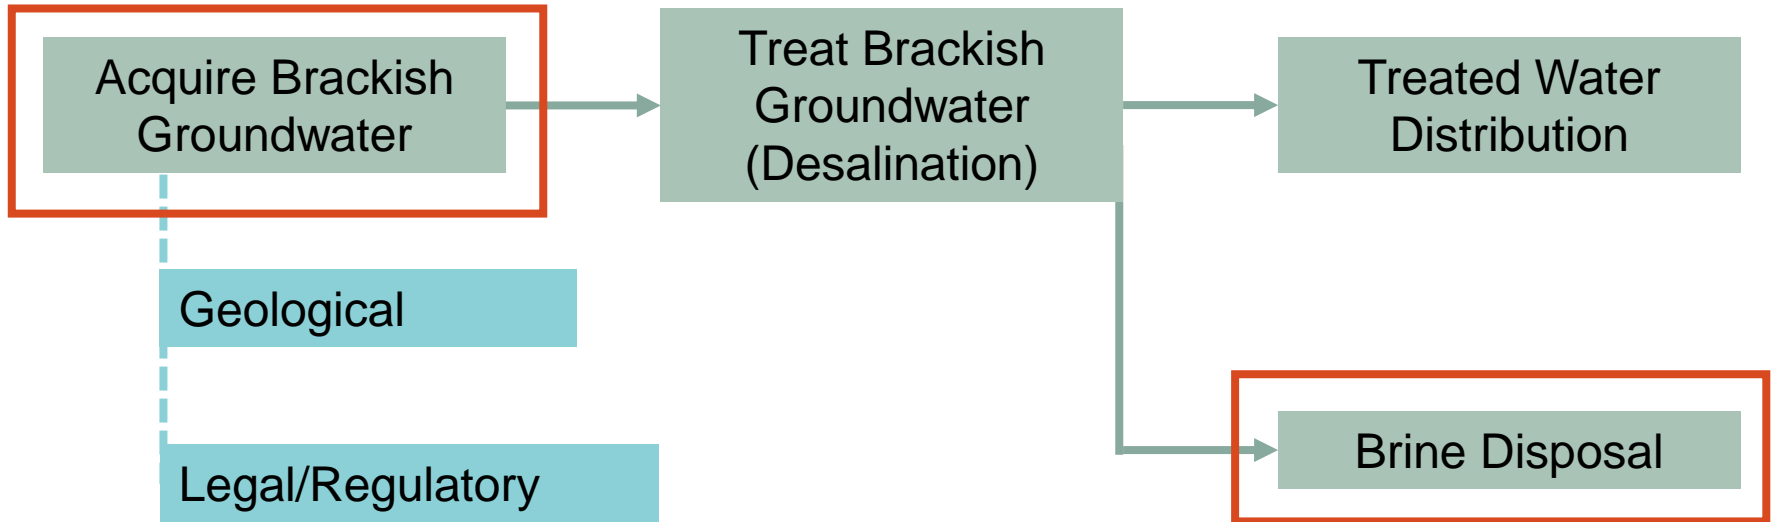 Acquire Brackish
Groundwater
Treat Brackish
Groundwater
(Desalination)
Treated Water
Distribution
Geological
Legal/Regulatory
Brine Disposal